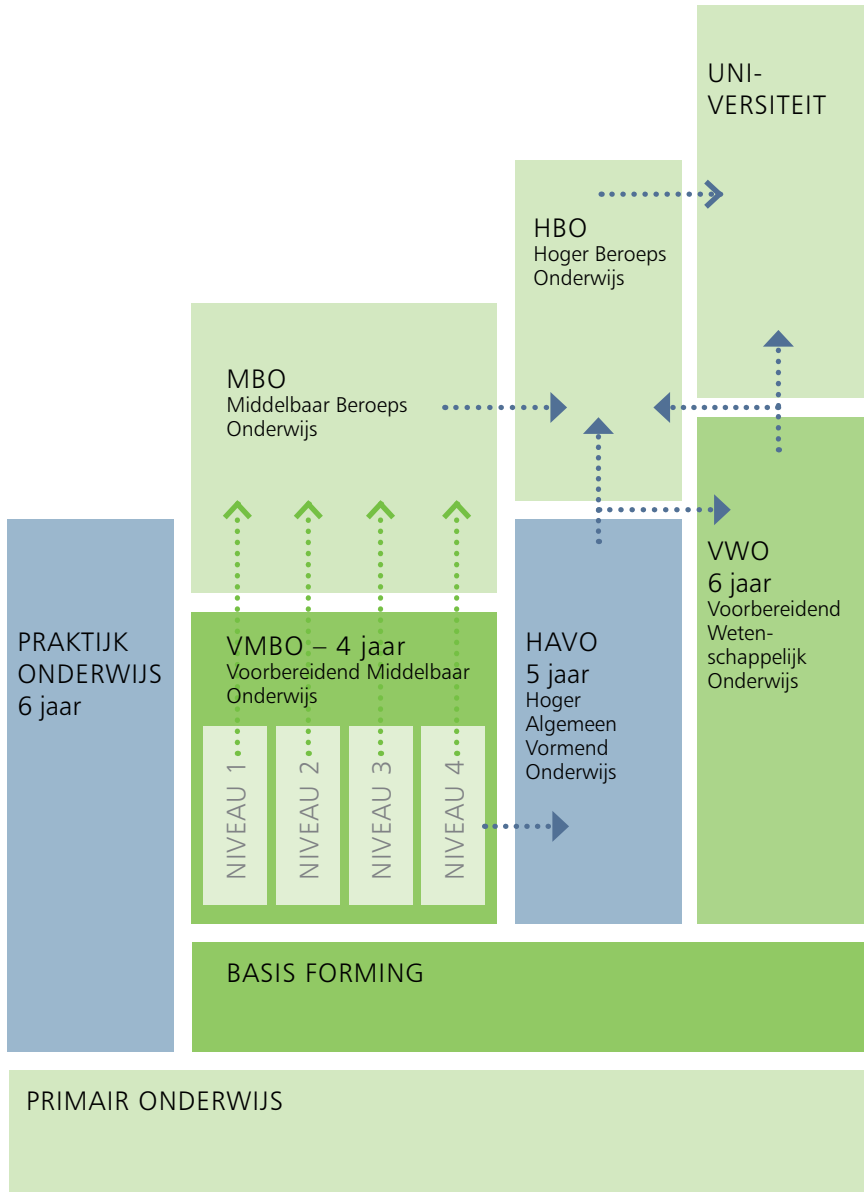 UNI-
VERSITEIT
HBO
Hoger Beroeps
Onderwijs
MBO
Middelbaar Beroeps
Onderwijs
PRAKTIJK
ONDERWIJS
6 jaar
VMBO – 4 jaar
Voorbereidend Middelbaar
Onderwijs
NIVEAU 1
NIVEAU 2
NIVEAU 3
NIVEAU 4
HAVO
5 jaar
Hoger
Algemeen
Vormend
Onderwijs
VWO
6 jaar
Voorbereidend
Weten-
schappelijk
Onderwijs
BASIS FORMING
PRIMAIR ONDERWIJS